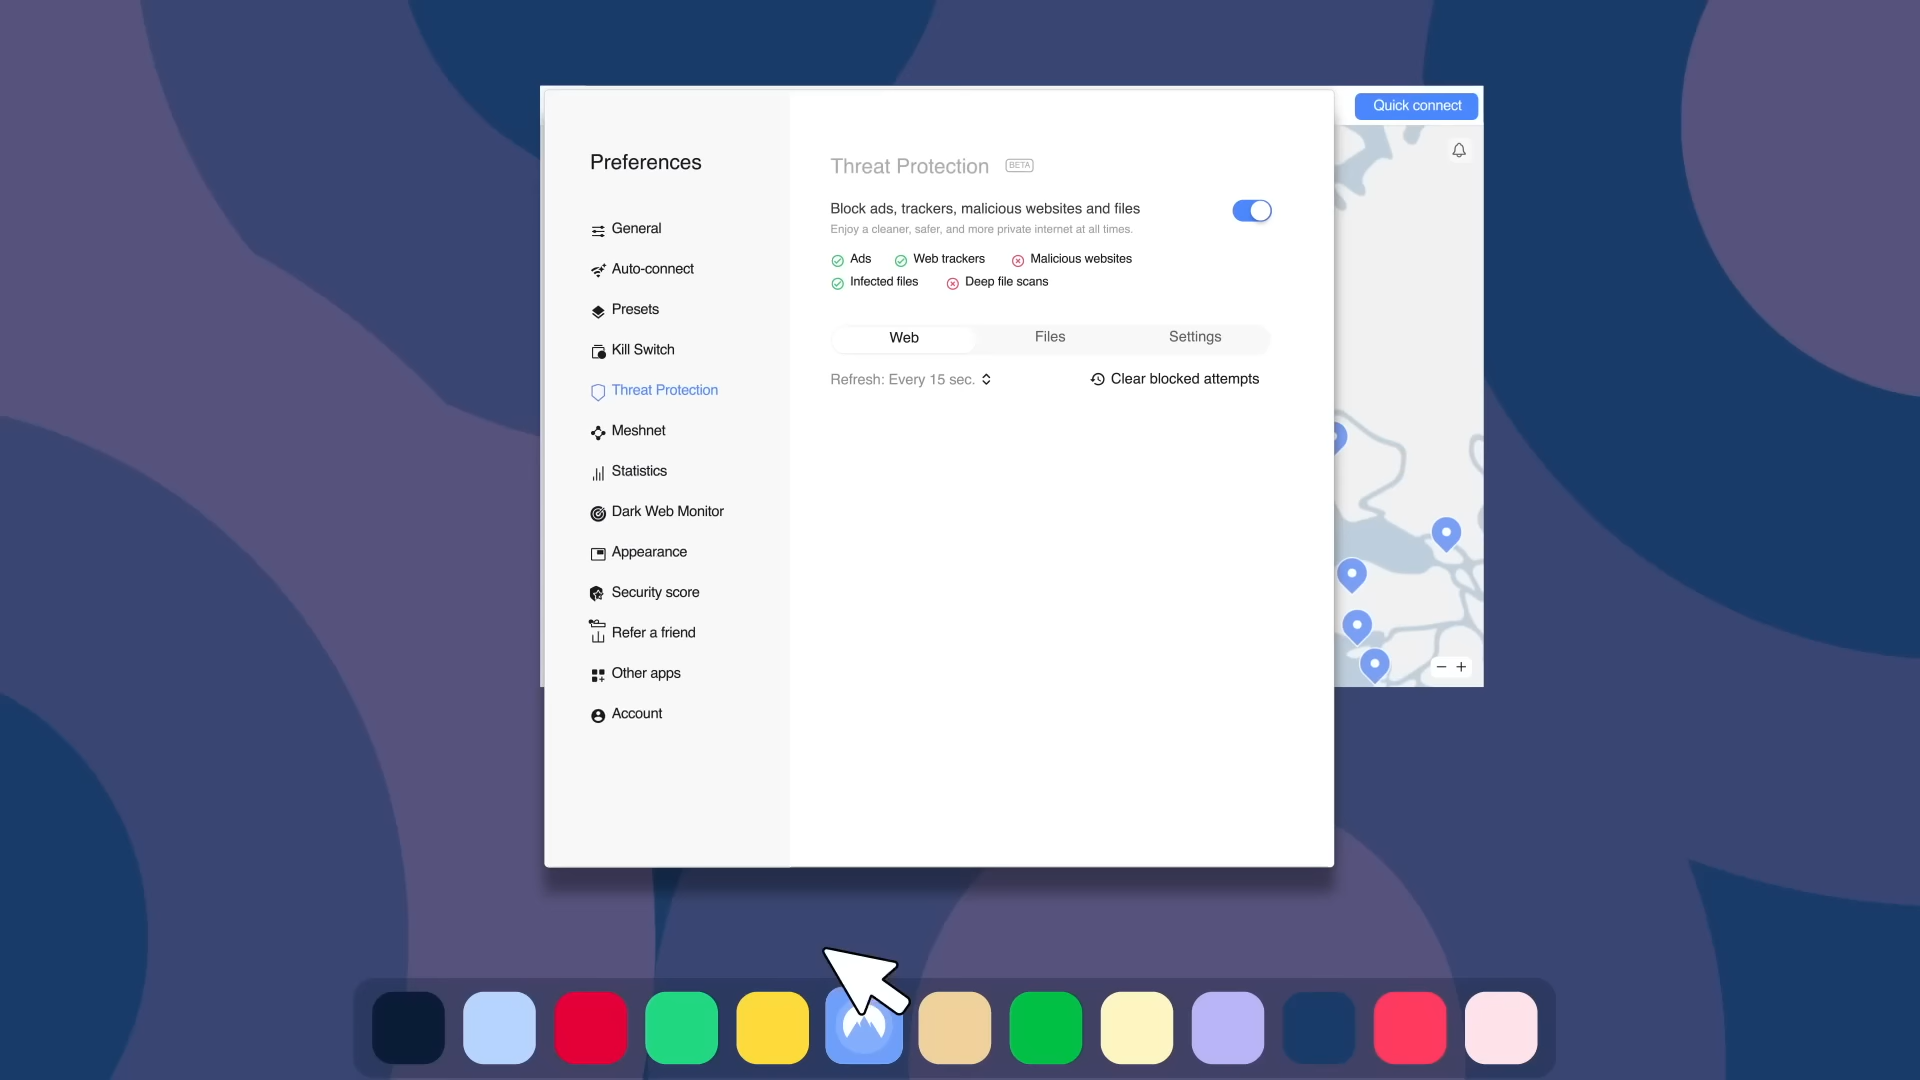 Quick connect
Preferences
General
Auto-connect
Presets
Kill Switch
Threat Protection
Meshnet
Statistics
Dark Web Monitor
Appearance
Security score
Refer a friend
Other apps
Account
Threat Protection BETA
Block ads, trackers, malicious websites and files
Enjoy a cleaner, safer, and more private internet at all times.
Ads Web trackers Malicious websites
Infected files Deep file scans
Web Files Settings
Refresh: Every 15 sec. Clear blocked attempts